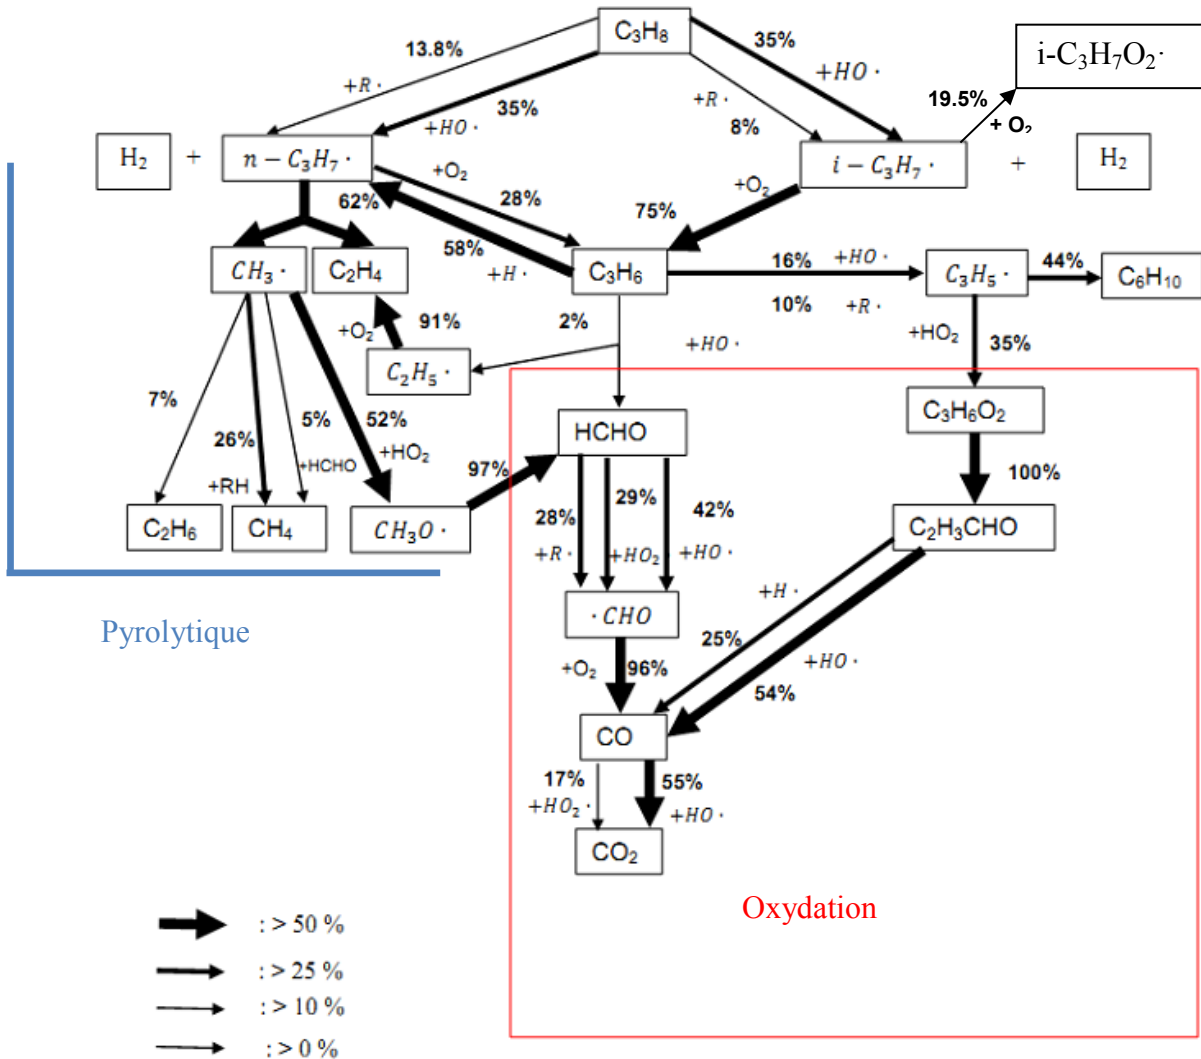 C₃H₈
13.8%
+R·
35%
+HO·
35%
+HO·
+R·
8%
i-C₃H₇O₂·
19.5%
+ O₂
H₂
+
n − C₃H₇ ·
i − C₃H₇ ·
+
H₂
62%
+O₂
28%
58%
+H·
+O₂
75%
CH₃ ·
C₂H₄
C₃H₆
16%
+HO·
10%
+R·
C₃H₅ ·
44%
C₆H₁₀
+O₂
91%
C₂H₅ ·
2%
+HO·
+HO₂
35%
7%
26%
+RH
5%
+HCHO
52%
+HO₂
97%
HCHO
C₃H₆O₂
100%
C₂H₆
CH₄
CH₃O ·
28%
+R·
29%
+HO₂
42%
+HO·
C₂H₃CHO
Pyrolytique
· CHO
+H·
25%
+HO·
54%
+O₂
96%
CO
17%
+HO₂ ·
55%
+HO·
CO₂
Oxydation
: > 50 %
: > 25 %
: > 10 %
: > 0 %